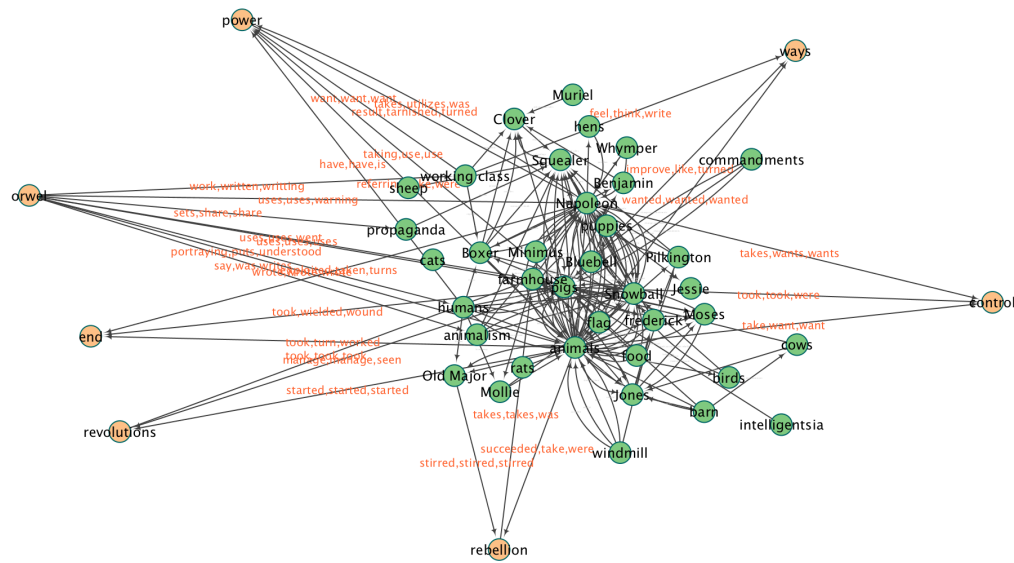 power
ways
Muriel
want,want,want
takes,utilizes,was
result,tarnished,turned
feel,think,write
Clover
hens
Whymper
taking,use,use
Squealer
commandments
have,have,is
improve,like,turned
working class
Benjamin
sheep
orwel
work,written,writting
uses,uses,warning
Napoleon
wanted,wanted,wanted
sets,share,share
propaganda
puppies
portraying,puts,understood
Boxer
Minimus
Pilkington
takes,wants,wants
cats
Bluebell
say,was,writes
farmhouse
pigs
Jessie
snowball
took,took,were
control
took,wielded,wound
humans
flag
frederick
Moses
take,want,want
end
took,turn,worked
animalism
animals
cows
took,took,took
manage,manage,seen
food
Old Major
rats
birds
started,started,started
Mollie
Jones
barn
takes,takes,was
intelligentsia
revolutions
succeeded,take,were
windmill
stirred,stirred,stirred
rebellion